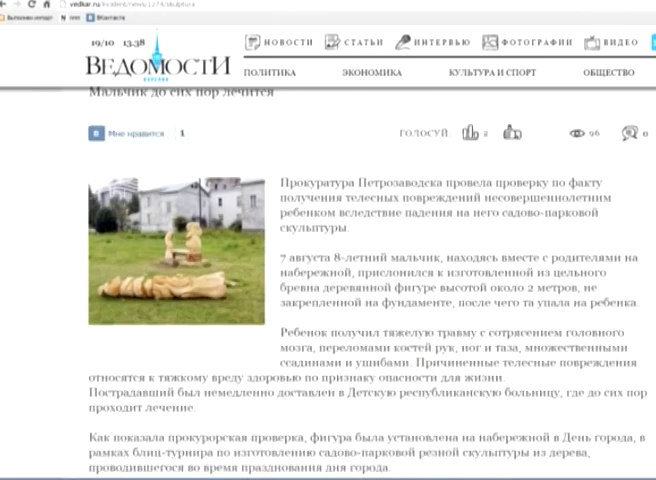 19/10 13.38
ВЕДОМОСТИ
НОВОСТИ СТАТЬИ ИНТЕРВЬЮ ФОТОГРАФИИ ВИДЕО
ПОЛИТИКА ЭКОНОМИКА КУЛЬТУРА И СПОРТ ОБЩЕСТВО
Мальчик до сих пор лечится
В Мне нравится 1 ГОЛОСУЙ 2 96 0
Прокуратура Петрозаводска провела проверку по факту
получения телесных повреждений несовершеннолетним
ребенком вследствие падения на него садово-парковой
скульптуры.
7 августа 8-летний мальчик, находясь вместе с родителями на
набережной, прислонился к изготовленной из цельного
бревна деревянной фигуре высотой около 2 метров, не
закрепленной на фундаменте, после чего та упала на ребенка.
Ребенок получил тяжелую травму с сотрясением головного
мозга, переломами костей рук, ног и таза, множественными
ссадинами и ушибами. Причиненные телесные повреждения
относятся к тяжкому вреду здоровью по признаку опасности для жизни.
Пострадавший был немедленно доставлен в Детскую республиканскую больницу, где до сих пор
проходит лечение.
Как показала прокурорская проверка, фигура была установлена на набережной в День города, в
рамках блиц-турнира по изготовлению садово-парковой резной скульптуры из дерева,
проводившегося во время празднования дня города.